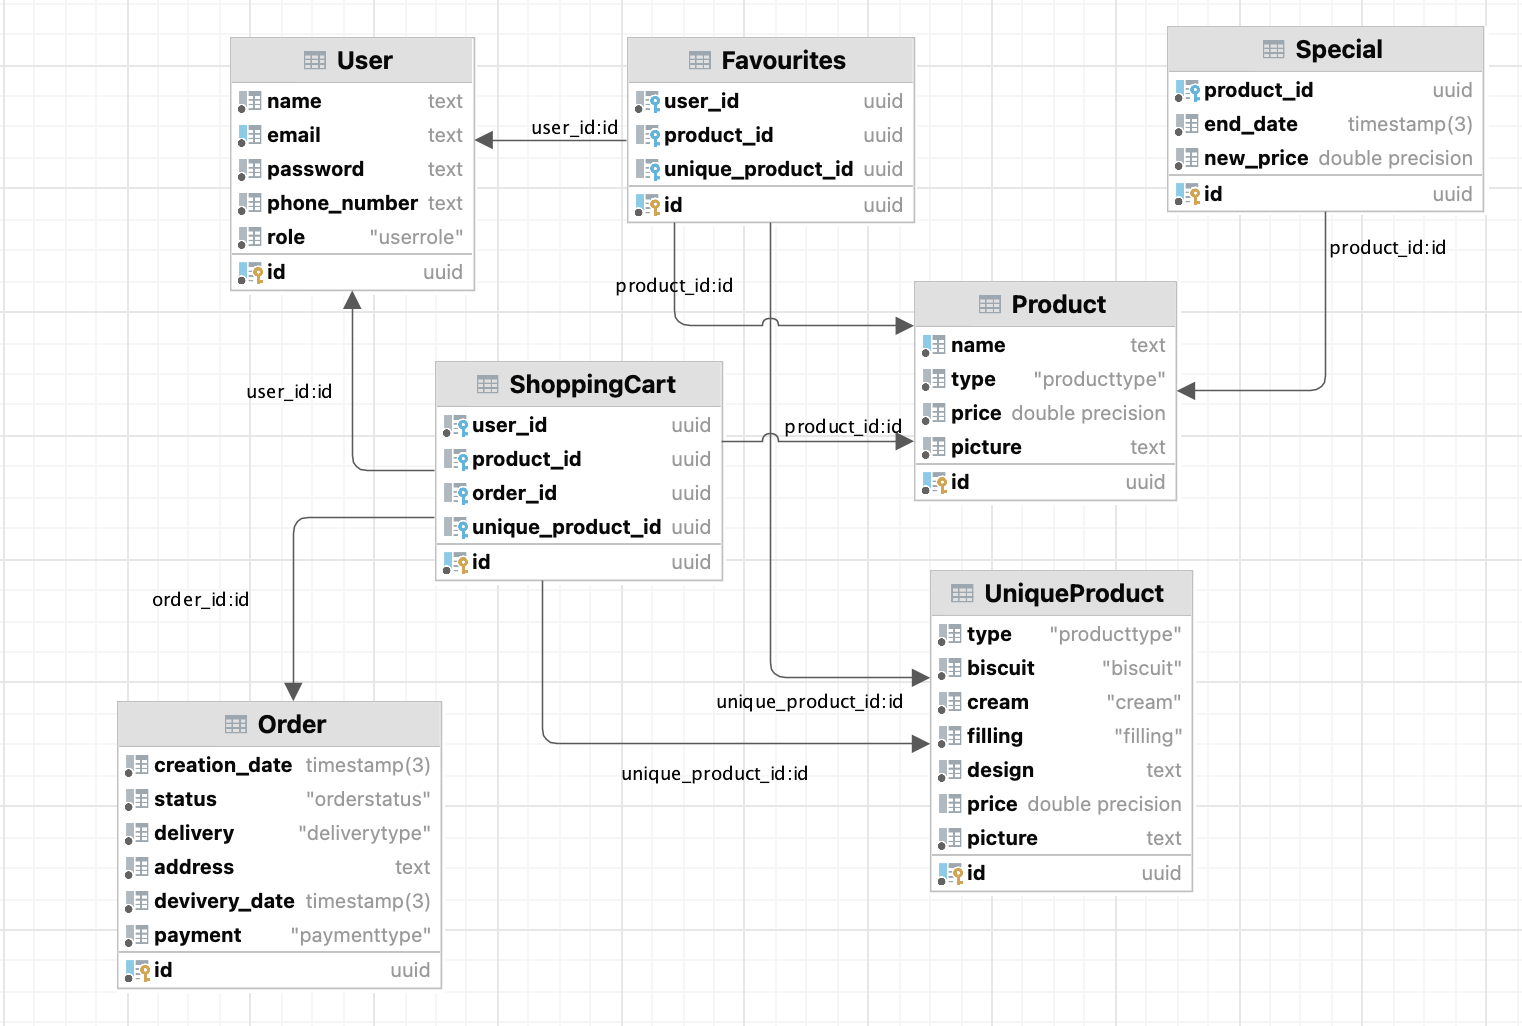 User
name text
email text
password text
phone_number text
role "userrole"
id uuid
user_id:id
Favourites
user_id uuid
product_id uuid
unique_product_id uuid
id uuid
Special
product_id uuid
end_date timestamp(3)
new_price double precision
id uuid
product_id:id
product_id:id
Product
name text
type "producttype"
price double precision
picture text
id uuid
user_id:id
ShoppingCart
user_id uuid
product_id uuid
order_id uuid
unique_product_id uuid
id uuid
product_id:id
order_id:id
UniqueProduct
type "producttype"
biscuit "biscuit"
cream "cream"
filling "filling"
design text
price double precision
picture text
id uuid
unique_product_id:id
unique_product_id:id
Order
creation_date timestamp(3)
status "orderstatus"
delivery "deliverytype"
address text
devivery_date timestamp(3)
payment "paymenttype"
id uuid